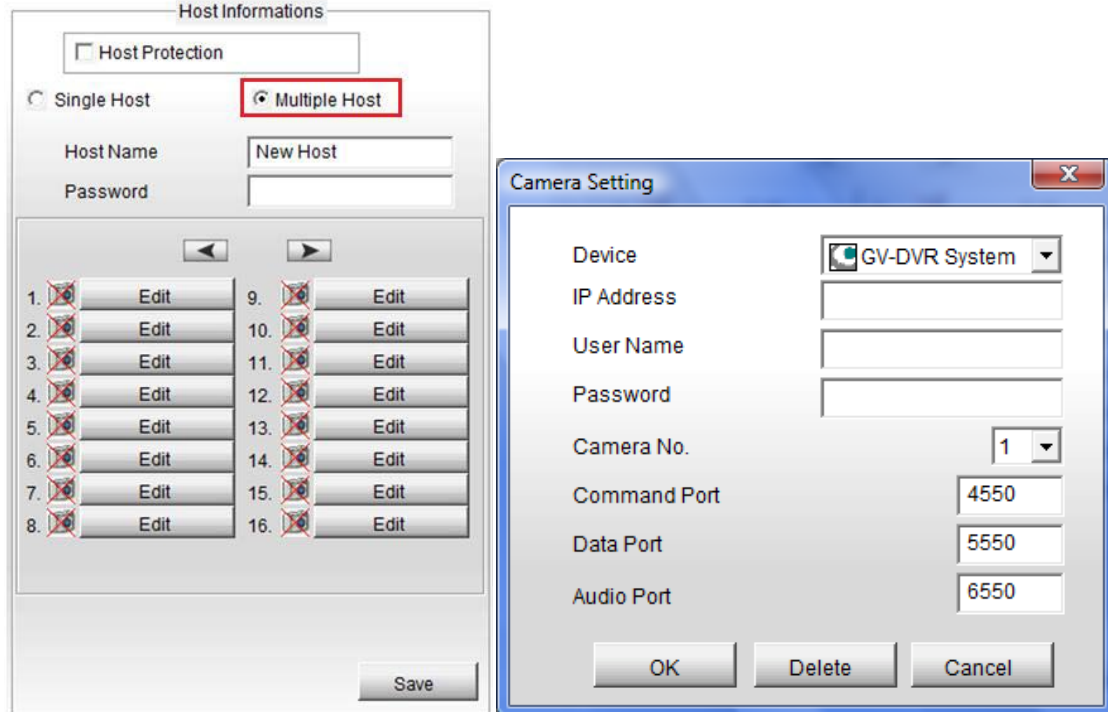 Host Informations
Host Protection
Single Host Multiple Host
Host Name New Host
Password
1. Edit 9. Edit
2. Edit 10. Edit
3. Edit 11. Edit
4. Edit 12. Edit
5. Edit 13. Edit
6. Edit 14. Edit
7. Edit 15. Edit
8. Edit 16. Edit
Save
Camera Setting
Device GV-DVR System
IP Address
User Name
Password
Camera No. 1
Command Port 4550
Data Port 5550
Audio Port 6550
OK Delete Cancel